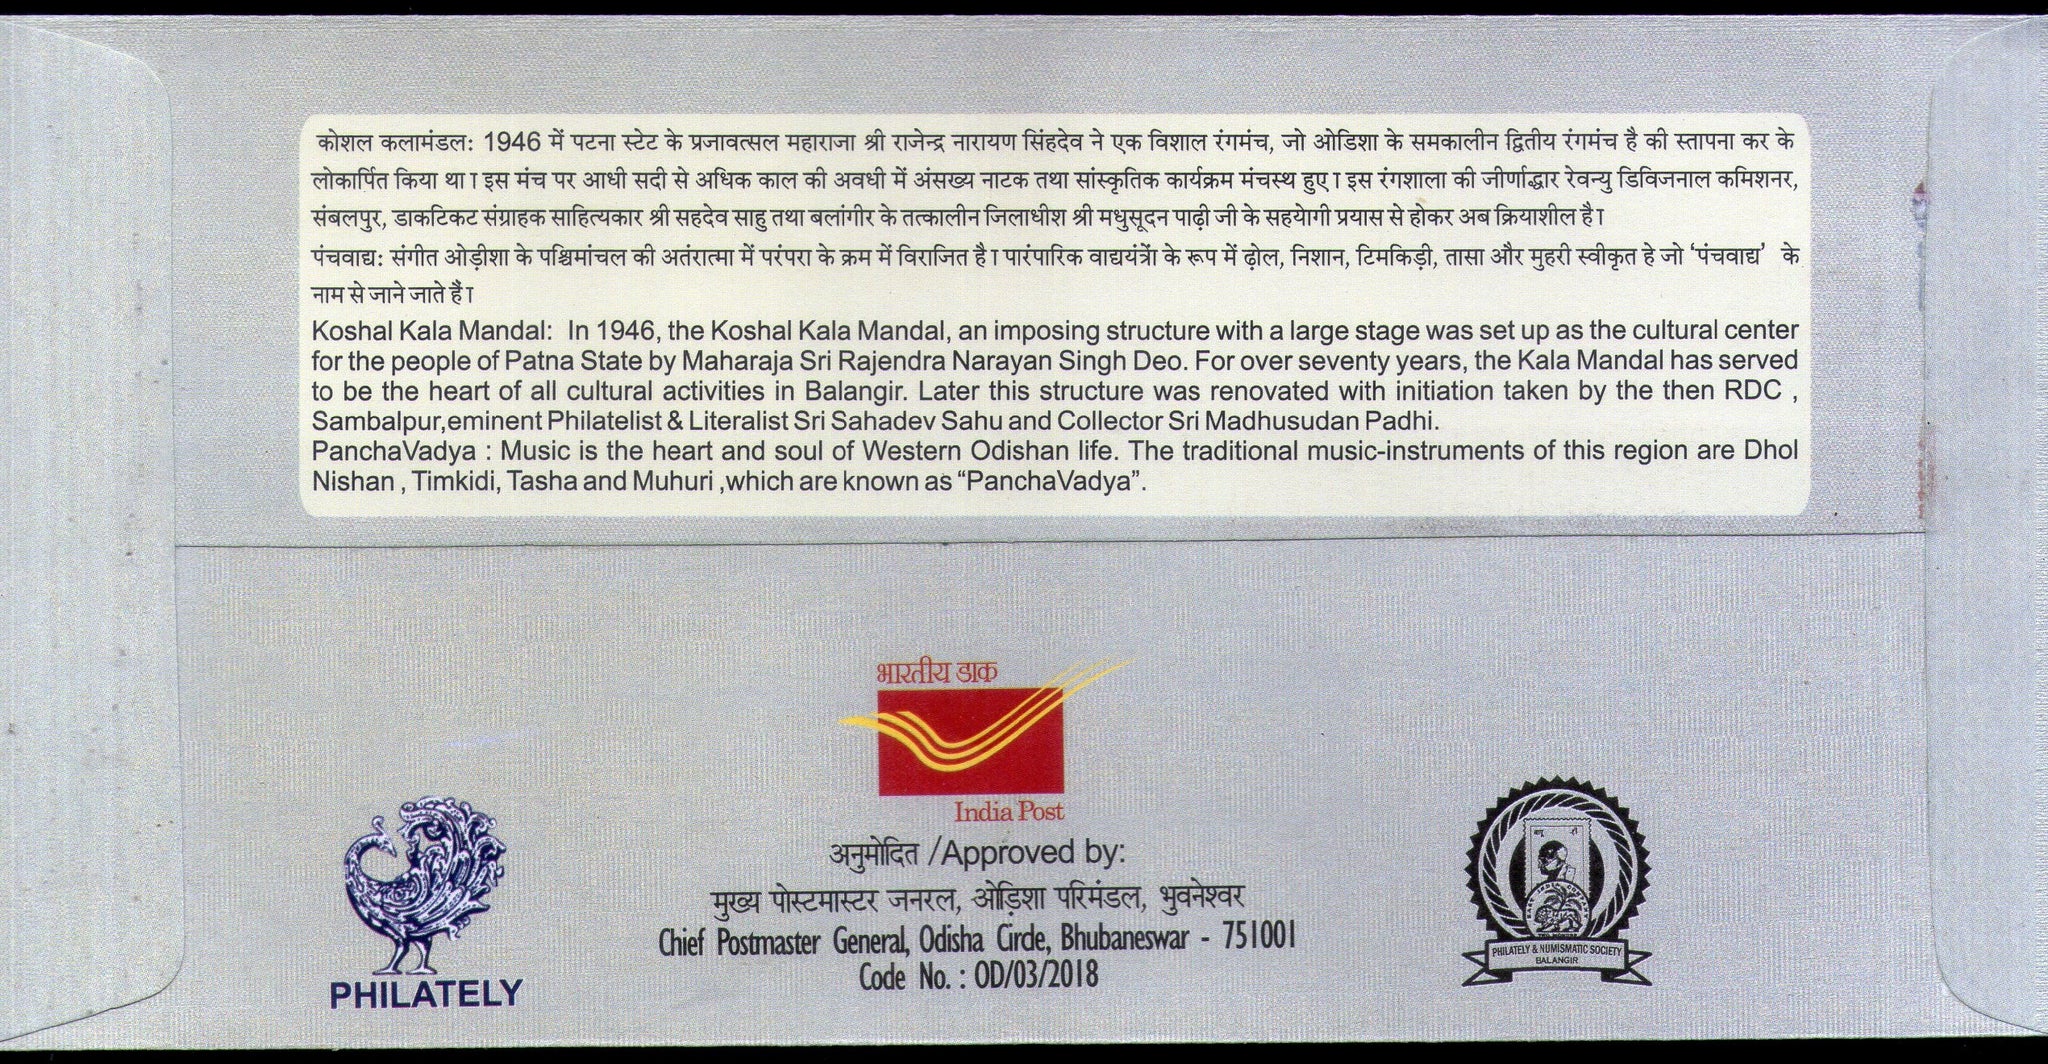 कोशल कलामंडल: 1946 में पटना स्टेट के प्रजावत्सल महाराजा श्री राजेन्द्र नारायण सिंहदेव ने एक विशाल रंगमंच, जो ओडिशा के समकालीन द्वितीय रंगमंच है की स्तापना कर के
लोकार्पित किया था। इस मंच पर आधी सदी से अधिक काल की अवधी में अंसख्य नाटक तथा सांस्कृतिक कार्यक्रम मंचस्थ हुए। इस रंगशाला की जीर्णोद्धार रेवन्यु डिविजनाल कमिशनर,
संबलपुर, डाकटिकट संग्राहक साहित्यकार श्री सहदेव साहु तथा बलांगीर के तत्कालीन जिलाधीश श्री मधुसूदन पाढ़ी जी के सहयोगी प्रयास से होकर अब क्रियाशील है।
पंचवाद्य: संगीत ओड़ीशा के पश्चिमांचल की अतंरात्मा में परंपरा के क्रम में विराजित है। पारंपारिक वाद्ययंत्रों के रूप में ढ़ोल, निशान, टिमकिड़ी, तासा और मुहरी स्वीकृत हे जो 'पंचवाद्य' के
नाम से जाने जाते हैं।
Koshal Kala Mandal: In 1946, the Koshal Kala Mandal, an imposing structure with a large stage was set up as the cultural center
for the people of Patna State by Maharaja Sri Rajendra Narayan Singh Deo. For over seventy years, the Kala Mandal has served
to be the heart of all cultural activities in Balangir. Later this structure was renovated with initiation taken by the then RDC ,
Sambalpur,eminent Philatelist & Literalist Sri Sahadev Sahu and Collector Sri Madhusudan Padhi.
PanchaVadya : Music is the heart and soul of Western Odishan life. The traditional music-instruments of this region are Dhol
Nishan , Timkidi, Tasha and Muhuri ,which are known as “PanchaVadya”.
भारतीय डाक
India Post
अनुमोदित /Approved by:
मुख्य पोस्टमास्टर जनरल, ओड़िशा परिमंडल, भुवनेश्वर
Chief Postmaster General, Odisha Circle, Bhubaneswar - 751001
Code No. : OD/03/2018
PHILATELY
PHILATELY & NUMISMATIC SOCIETY
BALANGIR